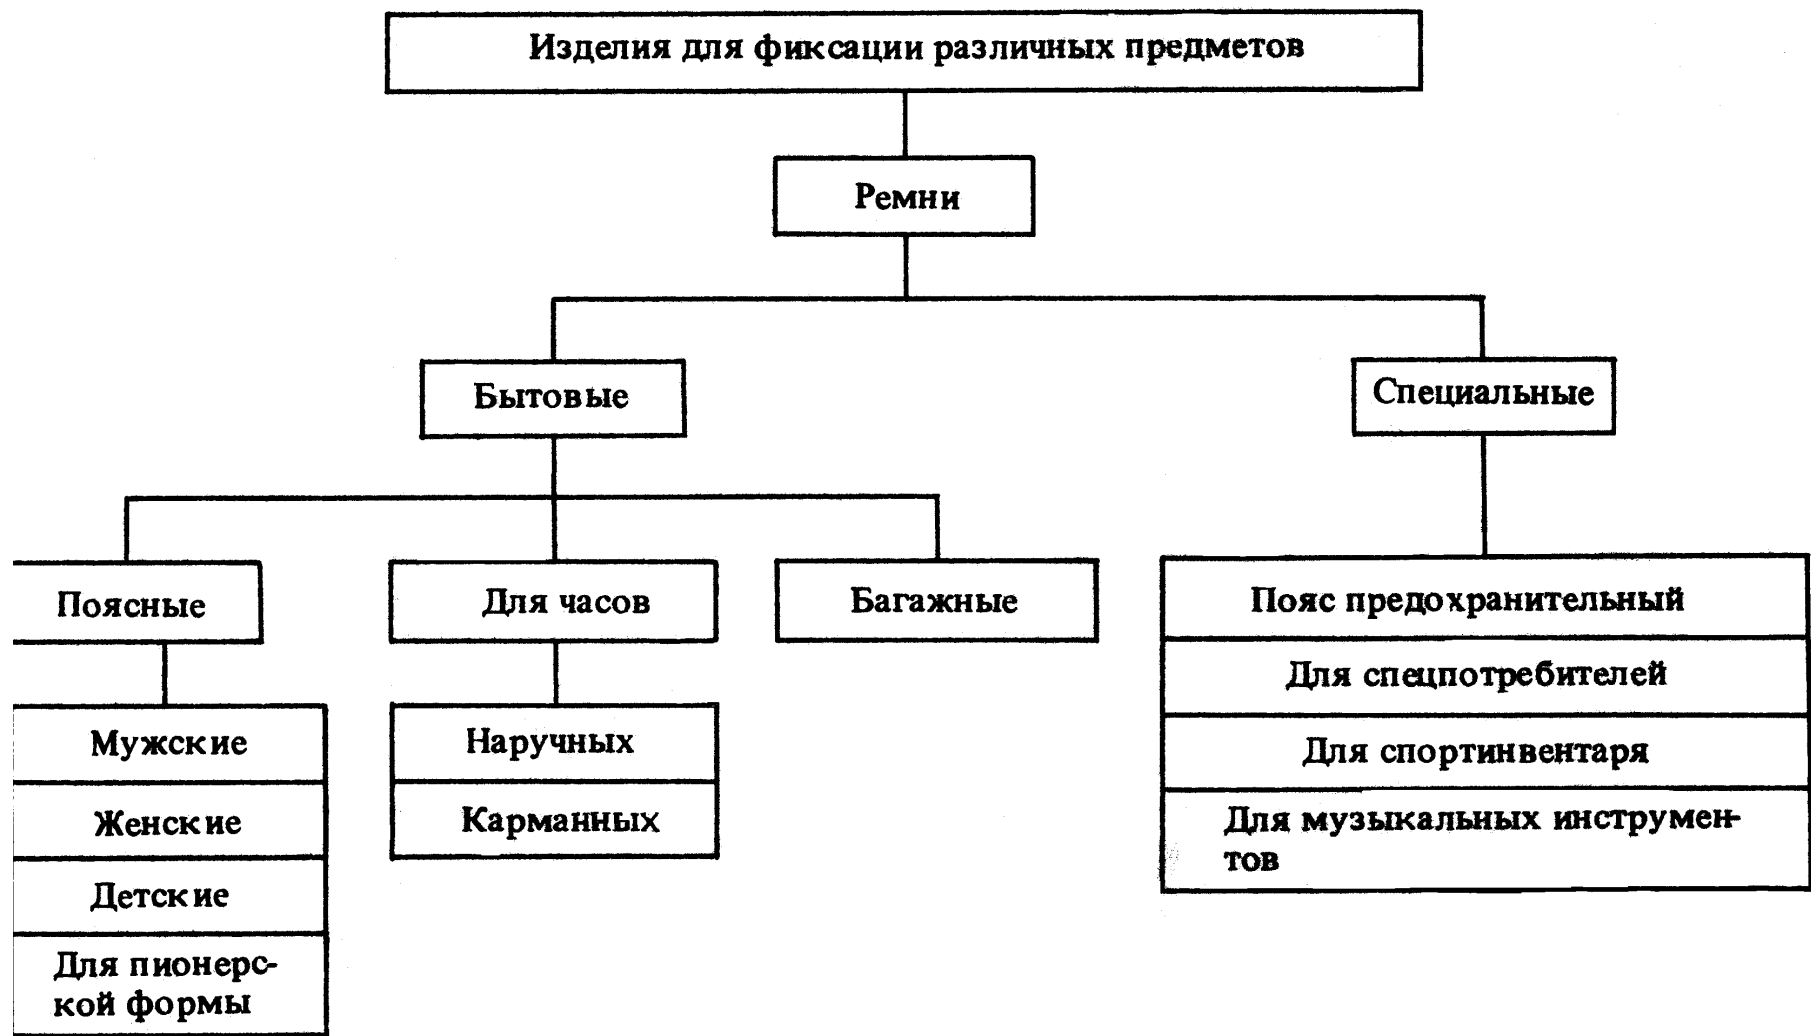 Изделия для фиксации различных предметов
Ремни
Бытовые
Специальные
Поясные
Для часов
Багажные
Пояс предохранительный
Для спецпотребителей
Для спортинвентаря
Для музыкальных инструмен-
тов
Мужские
Женские
Детские
Для пионерс-
кой формы
Наручных
Карманных